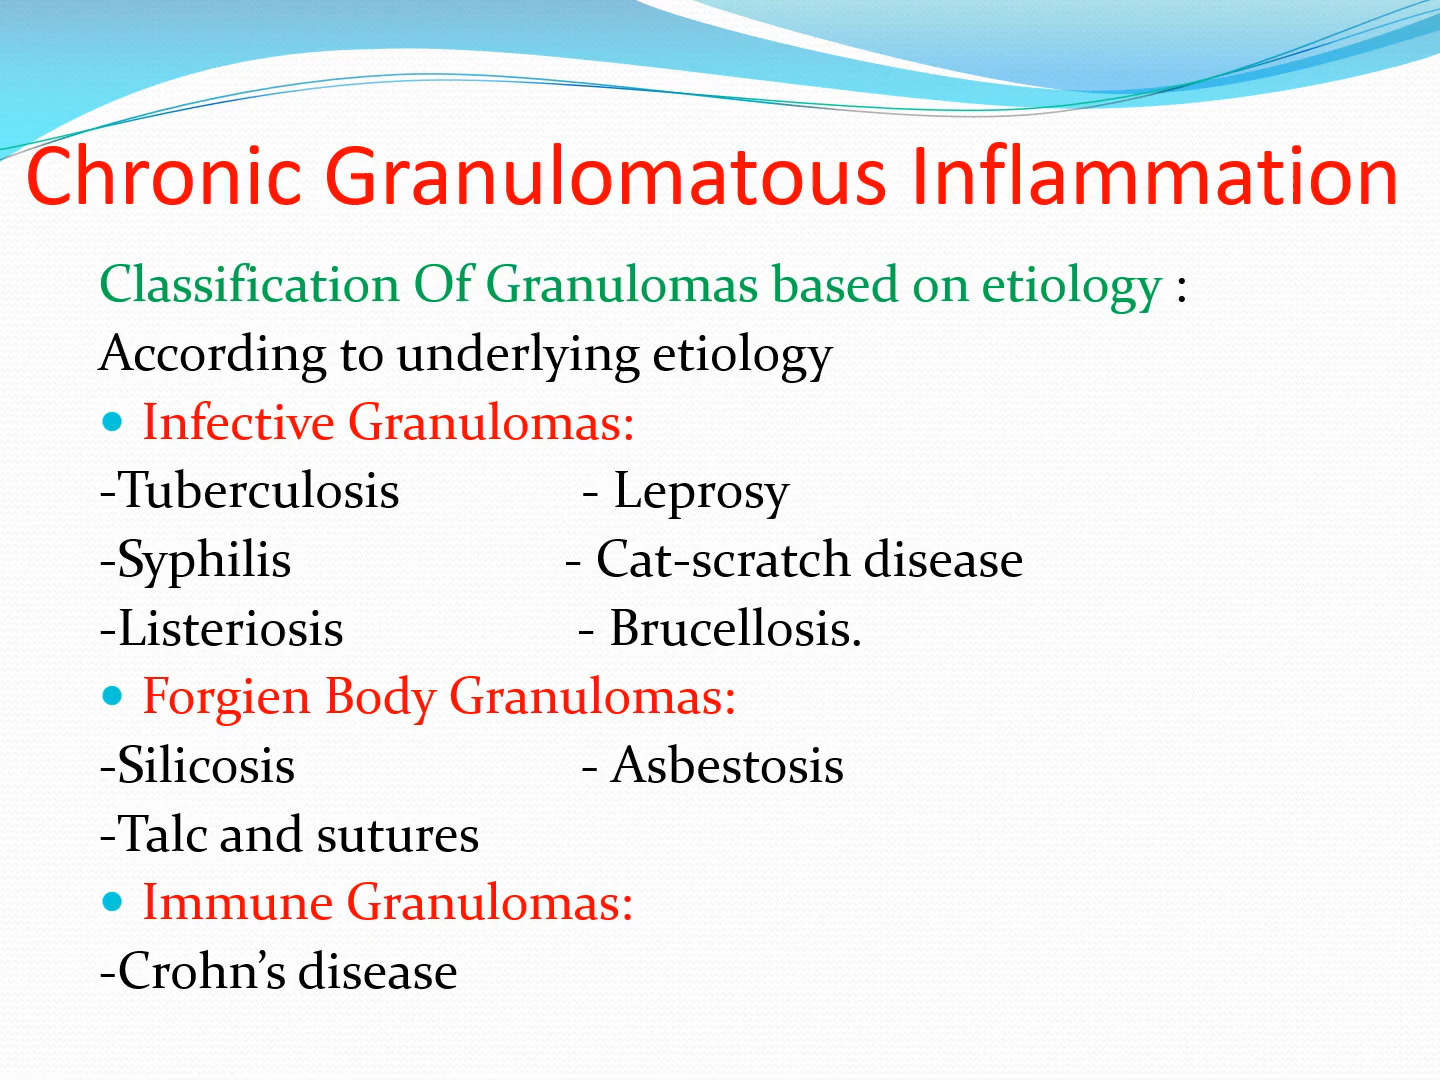 Chronic Granulomatous Inflammation
Classification Of Granulomas based on etiology :
According to underlying etiology
• Infective Granulomas:
-Tuberculosis - Leprosy
-Syphilis - Cat-scratch disease
-Listeriosis - Brucellosis.
• Forgien Body Granulomas:
-Silicosis - Asbestosis
-Talc and sutures
• Immune Granulomas:
-Crohn’s disease